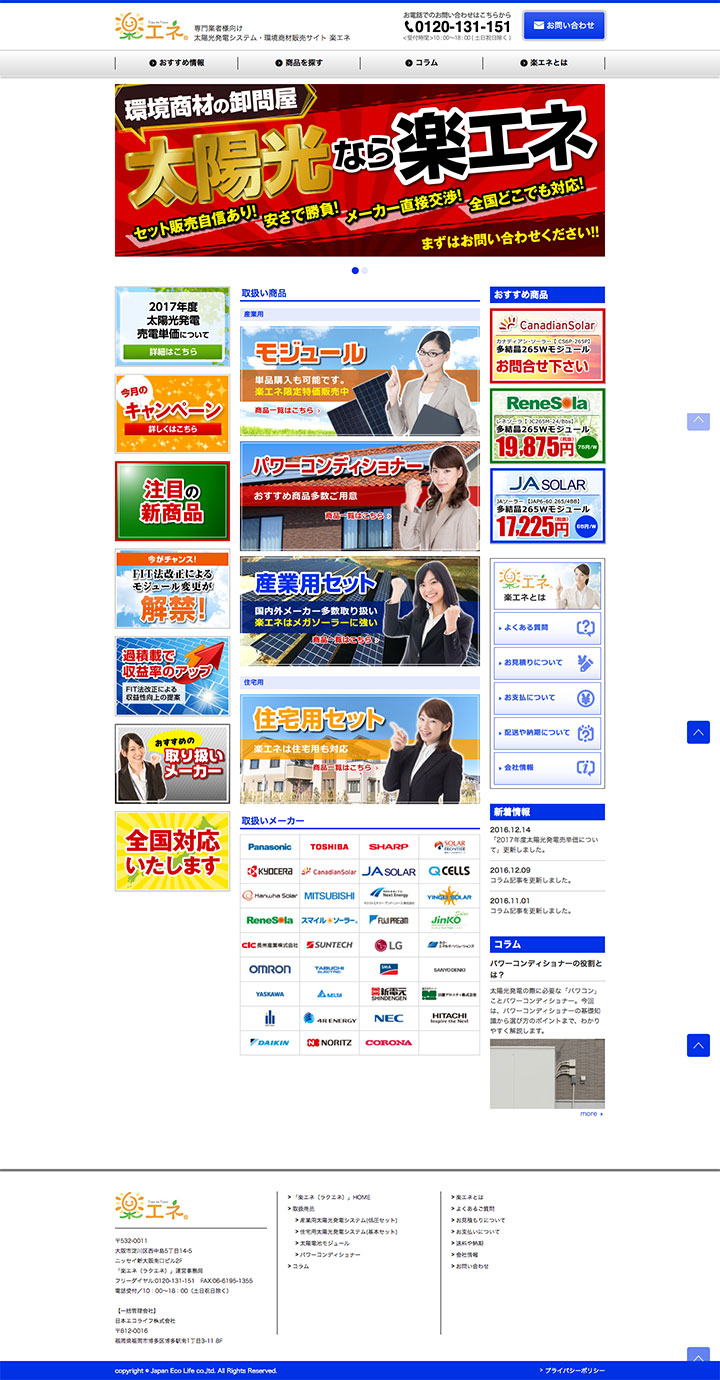 楽エネ。
専門業者様向け
太陽光発電システム・環境商材販売サイト 楽エネ
お電話でのお問い合わせはこちらから
0120-131-151
<受付時間>10:00~18:00 ( 土日祝日除く )
お問い合わせ
おすすめ情報
商品を探す
コラム
楽エネとは
環境商材の卸問屋
太陽光なら楽エネ
セット販売自信あり! 安さで勝負! メーカー直接交渉! 全国どこでも対応!
まずはお問い合わせください!!
2017年度
太陽光発電
売電単価について
詳細はこちら
今月の
キャンペーン
詳しくはこちら
注目の
新商品
今がチャンス!
FIT法改正による
モジュール変更が
解禁!
過積載で
収益率のアップ
FIT法改正による
収益性向上の提案
おすすめの
取り扱い
メーカー
全国対応
いたします
取扱い商品
産業用
モジュール
単品購入も可能です。
楽エネ限定特価販売中
商品一覧はこちら ›
パワーコンディショナー
おすすめ商品多数ご用意
商品一覧はこちら ›
産業用セット
国内外メーカー多数取り扱い
楽エネはメガソーラーに強い
商品一覧はこちら ›
住宅用
住宅用セット
楽エネは住宅用も対応
商品一覧はこちら ›
取扱いメーカー
Panasonic
TOSHIBA
SHARP
SOLAR FRONTIER
KYOCERA
CanadianSolar
JA SOLAR
Q CELLS
Hanwha Solar
MITSUBISHI
Next Energy
YINGLI SOLAR
ReneSola
スマイル ソーラー。
FUJIPREAM
Jinko Solar
CIC 長州産業株式会社
SUNTECH
LG
OMRON
TABUCHI ELECTRIC
SMA
SANYO DENKI
YASKAWA
DELTA
新電元
SHINDENGEN
日創プロニティ株式会社
4R ENERGY
NEC
HITACHI
Inspire the Next
DAIKIN
NORITZ
CORONA
おすすめ商品
CanadianSolar
カナディアン・ソーラー【 CS6P-265P】
多結晶265Wモジュール
お問合せ下さい
ReneSola
レネソーラ【 JC265M-24/Bbs】
多結晶265Wモジュール
19,875円(税抜)
75円/W
JA SOLAR
JAソーラー【JAP6-60 265/4BB】
多結晶265Wモジュール
17,225円(税抜)
65円/W
楽エネ。
楽エネとは
よくある質問
お見積りについて
お支払について
配送や納期について
会社情報
新着情報
2016.12.14
「2017年度太陽光発電売単価につい
て」更新しました。
2016.12.09
コラム記事を更新しました。
2016.11.01
コラム記事を更新しました。
コラム
パワーコンディショナーの役割と
は？
太陽光発電の際に必要な「パワコン」
ことパワーコンディショナー。今回
は、パワーコンディショナーの基礎知
識から選び方のポイントまで、わかり
やすく解説します。
more
楽エネ。
〒532-0011
大阪市淀川区西中島5丁目14-5
ニッセイ新大阪南口ビル2F
「楽エネ（ラクエネ）」運営事務局
フリーダイヤル:0120-131-151 FAX:06-6195-1355
電話受付／10：00～18：00（土日祝日除く）
【一括管理会社】
日本エコライフ株式会社
〒812-0016
福岡県福岡市博多区博多駅南1丁目3-11 8F
> 「楽エネ（ラクエネ）」HOME
> 取扱商品
> 産業用太陽光発電システム(低圧セット)
> 住宅用太陽光発電システム(基本セット)
> 太陽電池モジュール
> パワーコンディショナー
> コラム
> 楽エネとは
> よくあるご質問
> お見積もりについて
> お支払いについて
> 送料や納期
> 会社情報
> お問い合わせ
copyright © Japan Eco Life co.,ltd. All Rights Reserved.
> プライバシーポリシー